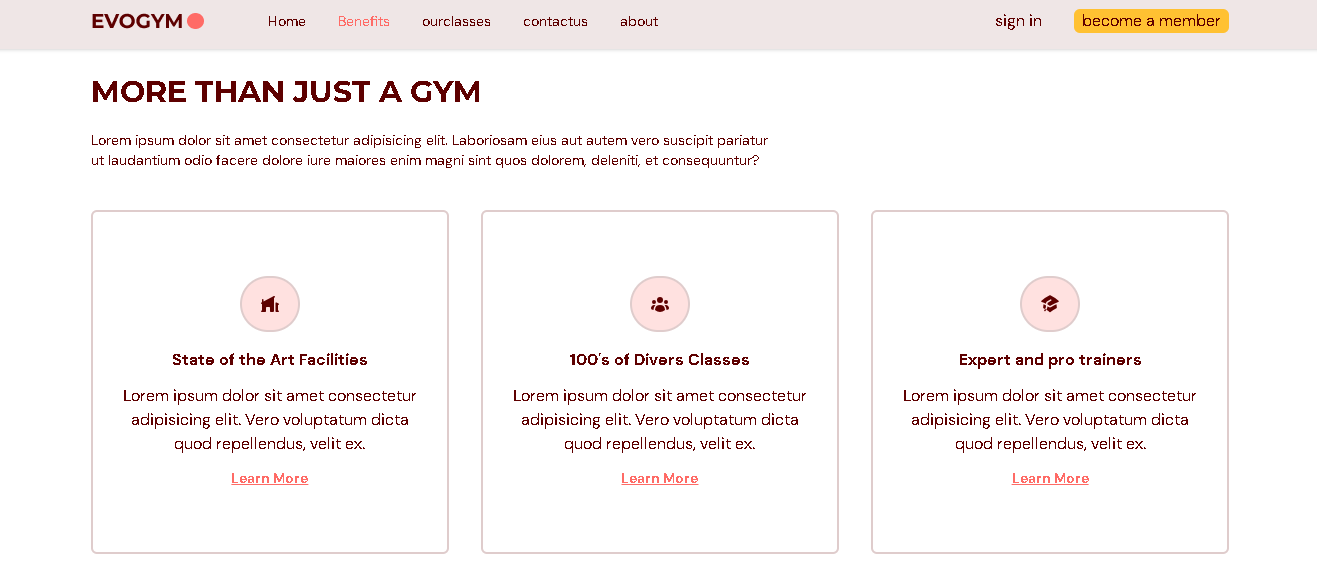 EVOGYM
Home
Benefits
ourclasses
contactus
about
sign in
become a member
MORE THAN JUST A GYM
Lorem ipsum dolor sit amet consectetur adipisicing elit. Laboriosam eius aut autem vero suscipit pariatur
ut laudantium odio facere dolore iure maiores enim magni sint quos dolorem, deleniti, et consequuntur?
State of the Art Facilities
Lorem ipsum dolor sit amet consectetur
adipisicing elit. Vero voluptatum dicta
quod repellendus, velit ex.
Learn More
100's of Divers Classes
Lorem ipsum dolor sit amet consectetur
adipisicing elit. Vero voluptatum dicta
quod repellendus, velit ex.
Learn More
Expert and pro trainers
Lorem ipsum dolor sit amet consectetur
adipisicing elit. Vero voluptatum dicta
quod repellendus, velit ex.
Learn More